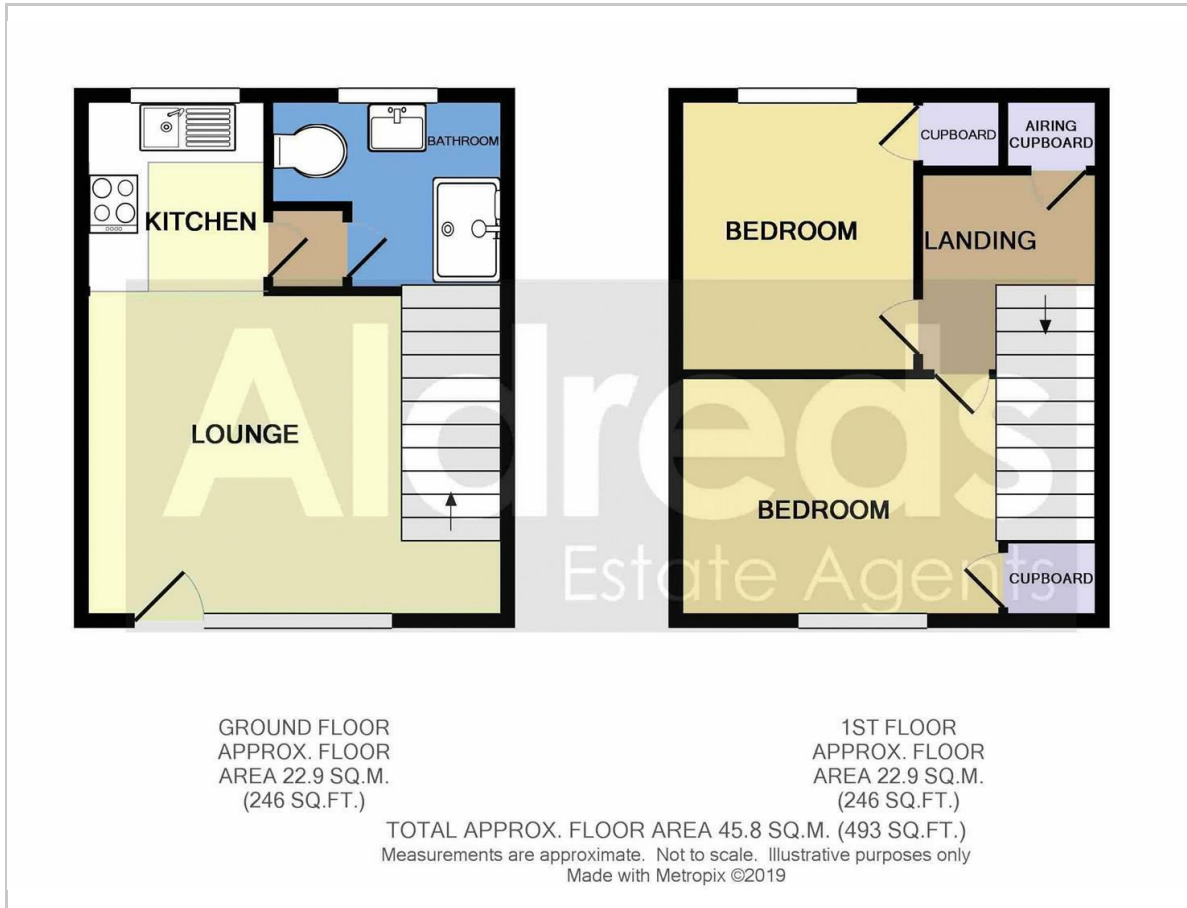 BATHROOM
KITCHEN
LOUNGE
CUPBOARD
AIRING
CUPBOARD
BEDROOM
LANDING
BEDROOM
CUPBOARD
Aldreds
Estate Agents
GROUND FLOOR
APPROX. FLOOR
AREA 22.9 SQ.M.
(246 SQ.FT.)
1ST FLOOR
APPROX. FLOOR
AREA 22.9 SQ.M.
(246 SQ.FT.)
TOTAL APPROX. FLOOR AREA 45.8 SQ.M. (493 SQ.FT.)
Measurements are approximate. Not to scale. Illustrative purposes only
Made with Metropix ©2019